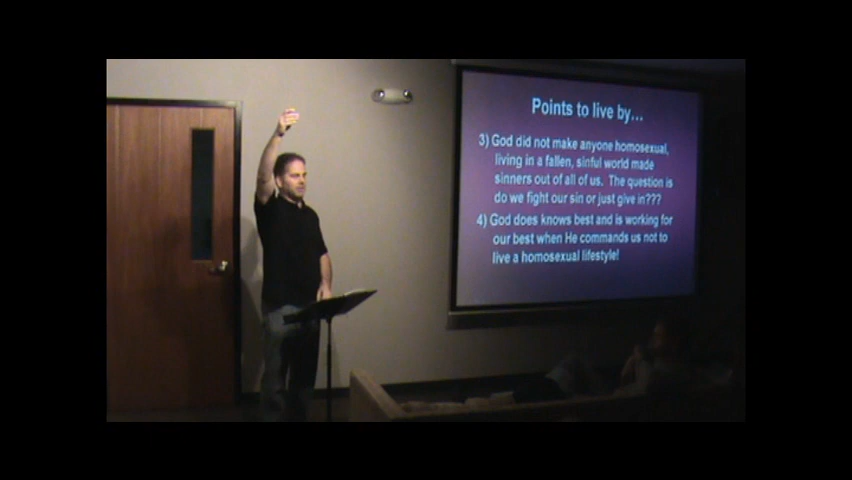 Points to live by...
3) God did not make anyone homosexual,
living in a fallen, sinful world made
sinners out of all of us. The question is
do we fight our sin or just give in???
4) God does knows best and is working for
our best when He commands us not to
live a homosexual lifestyle!